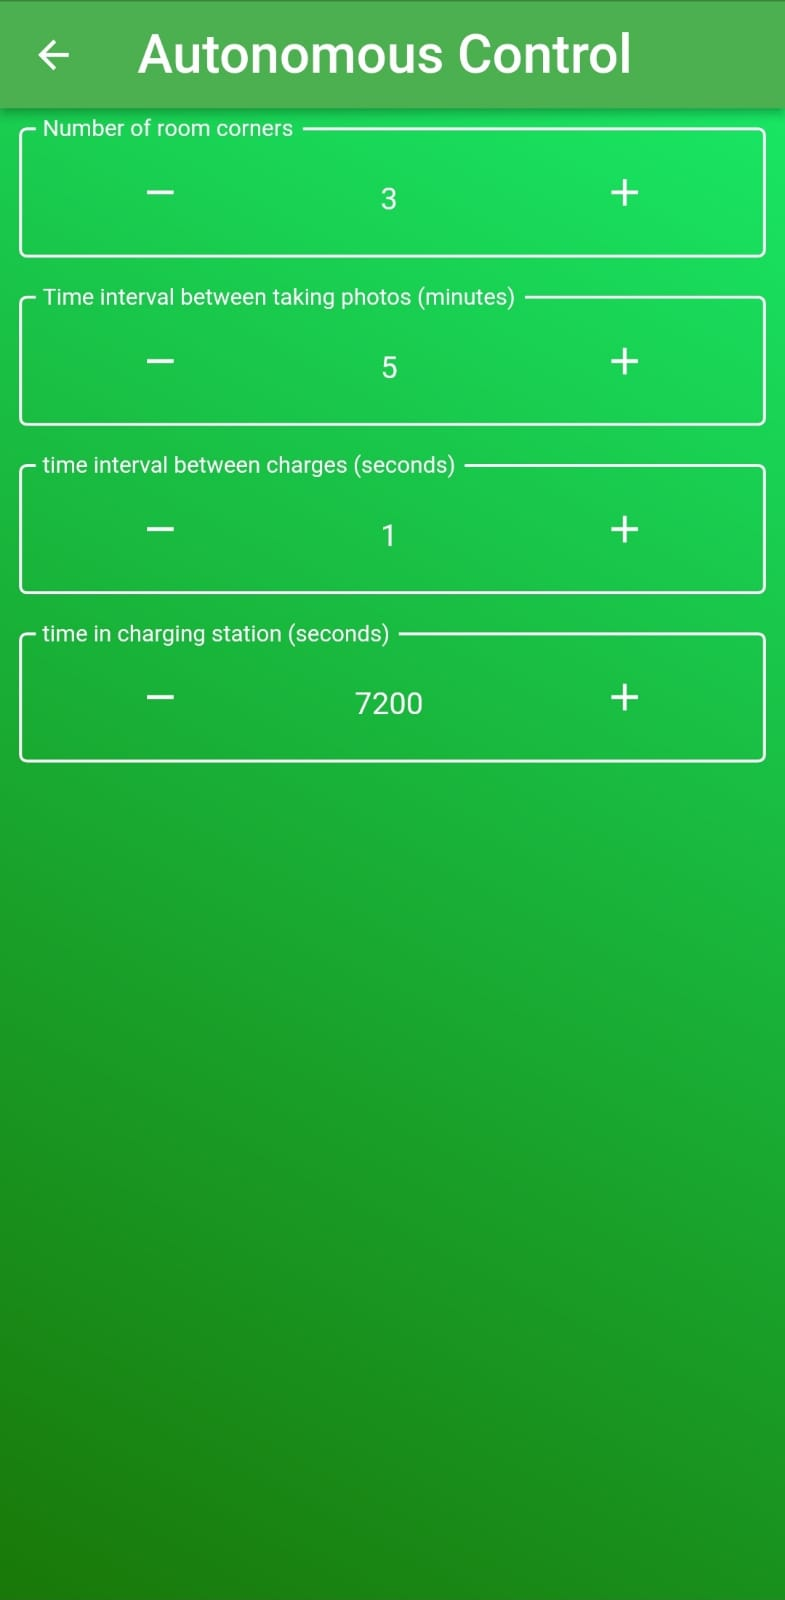 Autonomous Control
Number of room corners
3
Time interval between taking photos (minutes)
5
time interval between charges (seconds)
1
time in charging station (seconds)
7200